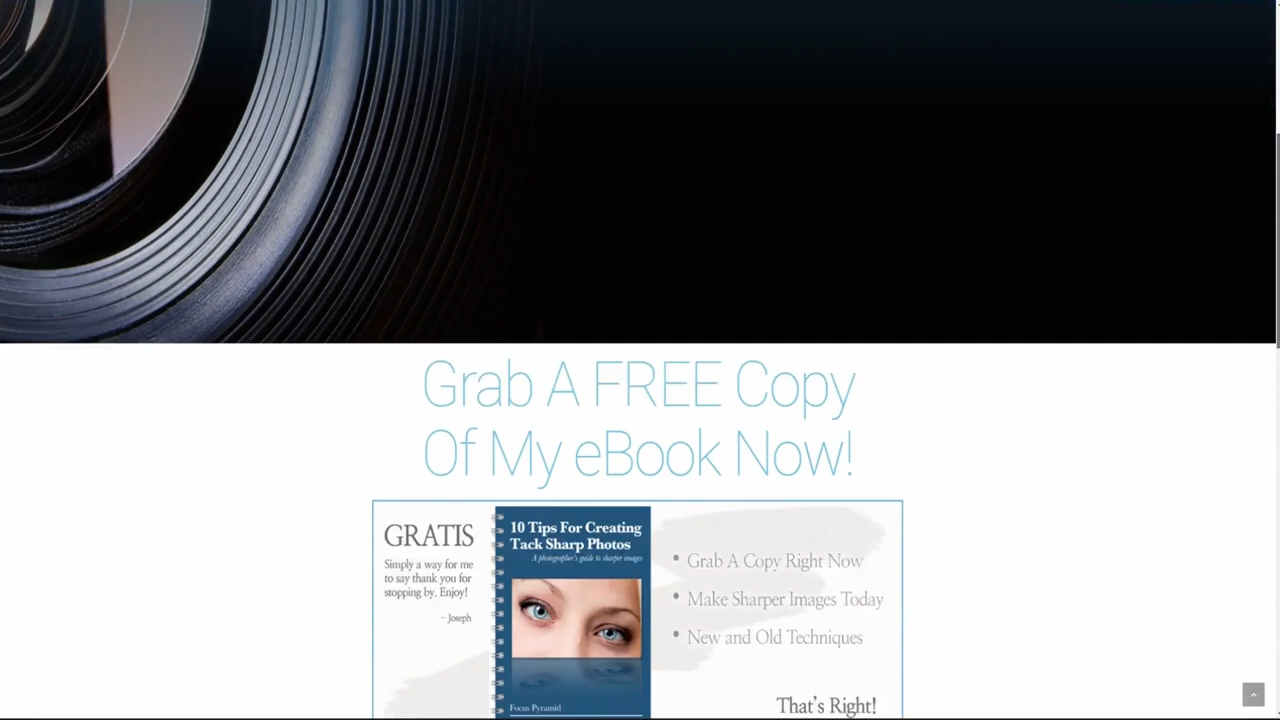 Grab A FREE Copy
Of My eBook Now!
GRATIS
Simply a way for me
to say thank you for
stopping by. Enjoy!
~ Joseph
10 Tips For Creating
Tack Sharp Photos
A photographer's guide to sharper images
Focus Pyramid
• Grab A Copy Right Now
• Make Sharper Images Today
• New and Old Techniques
That's Right!